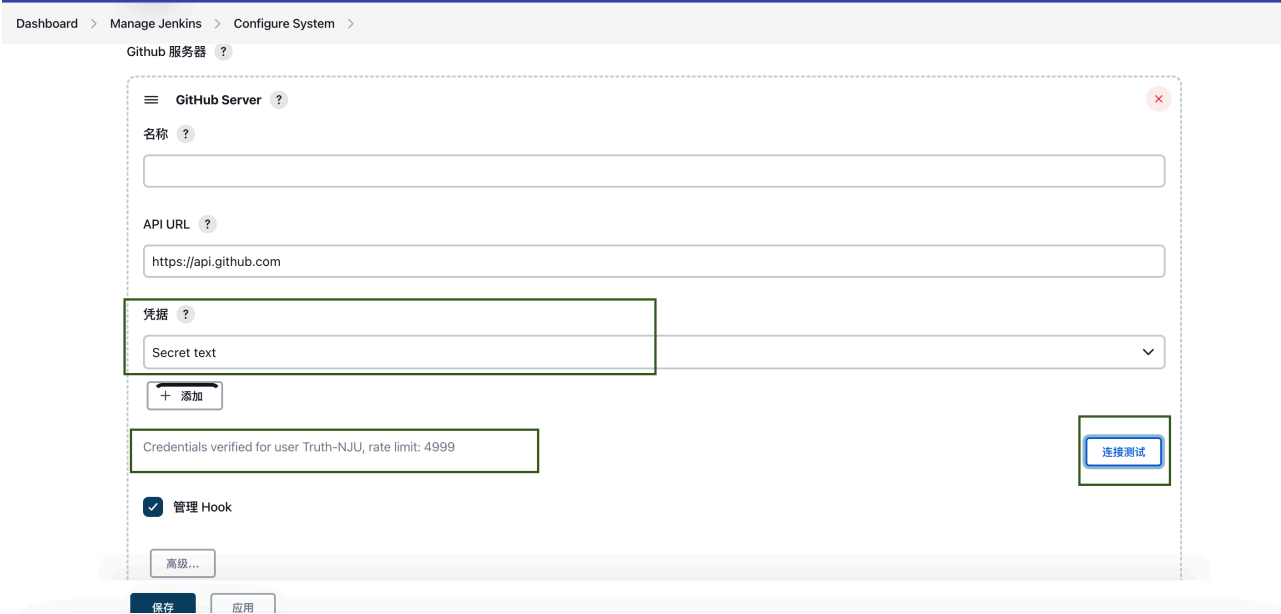 Dashboard > Manage Jenkins > Configure System >
Github 服务器 ?
GitHub Server ?
名称 ?
API URL ?
https://api.github.com
凭据 ?
Secret text
+ 添加
Credentials verified for user Truth-NJU, rate limit: 4999
连接测试
管理 Hook
高级...
保存 应用